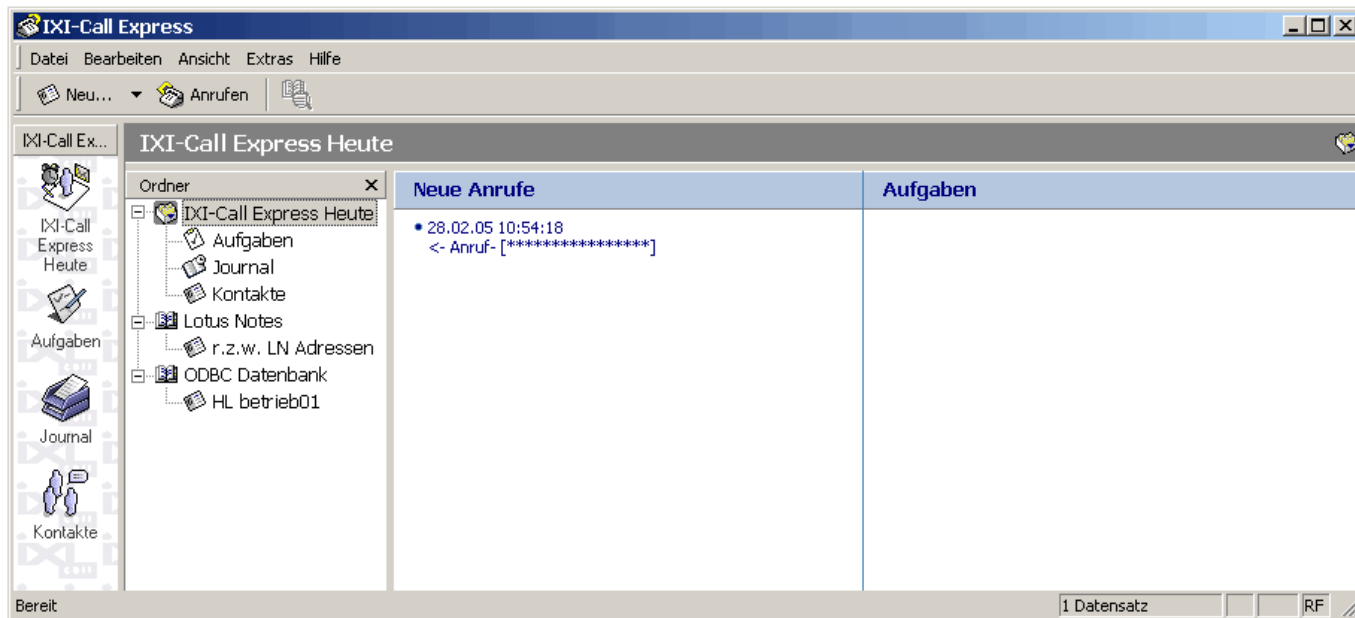 IXI-Call Express
Datei Bearbeiten Ansicht Extras Hilfe
Neu... Anrufen
IXI-Call Ex...
IXI-Call Express Heute
IXI-Call
Express
Heute
Aufgaben
Journal
Kontakte
Ordner
IXI-Call Express Heute
Aufgaben
Journal
Kontakte
Lotus Notes
r.z.w. LN Adressen
ODBC Datenbank
HL betrieb01
Neue Anrufe
28.02.05 10:54:18
<- Anruf- [****************]
Aufgaben
Bereit
1 Datensatz
RF